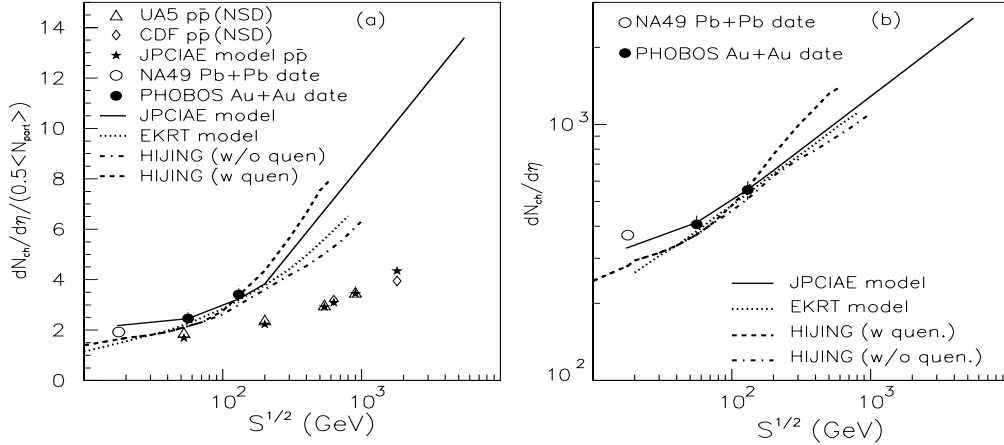 (a)
UA5 pp̄ (NSD)
CDF pp̄ (NSD)
JPCIAE model pp̄
NA49 Pb+Pb date
PHOBOS Au+Au date
JPCIAE model
EKRT model
HIJING (w/o quen)
HIJING (w quen)
dN_ch/dη/(0.5<N_part>)
14
12
10
8
6
4
2
0
10^2
10^3
S^1/2 (GeV)
(b)
NA49 Pb+Pb date
PHOBOS Au+Au date
dN_ch/dη
10^3
10^2
JPCIAE model
EKRT model
HIJING (w quen.)
HIJING (w/o quen.)
10^2
10^3
S^1/2 (GeV)